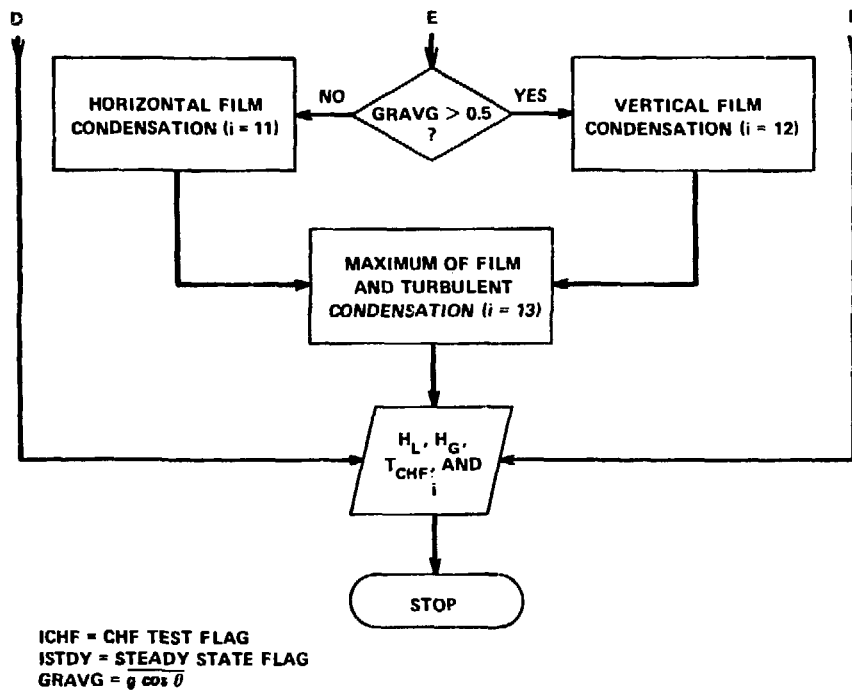 D
E
HORIZONTAL FILM
CONDENSATION (i = 11)
NO
GRAVG > 0.5
?
YES
VERTICAL FILM
CONDENSATION (i = 12)
MAXIMUM OF FILM
AND TURBULENT
CONDENSATION (i = 13)
H_L, H_G,
T_CHF, AND
i
STOP
ICHF = CHF TEST FLAG
ISTDY = STEADY STATE FLAG
GRAVG = g cos θ